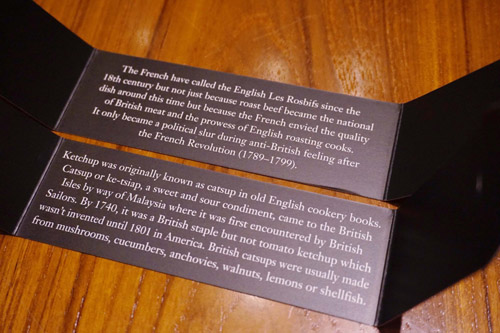 The French have called the English Les Rosbifs since the
18th century but not just because roast beef became the national
dish around this time but because the French envied the quality
of British meat and the prowess of English roasting cooks.
It only became a political slur during anti-British feeling after
the French Revolution (1789–1799).
Ketchup was originally known as catsup in old English cookery books.
Catsup or ke-tsiap, a sweet and sour condiment, came to the British
Isles by way of Malaysia where it was first encountered by British
Sailors. By 1740, it was a British staple but not tomato ketchup which
wasn't invented until 1801 in America. British catsups were usually made
from mushrooms, cucumbers, anchovies, walnuts, lemons or shellfish.